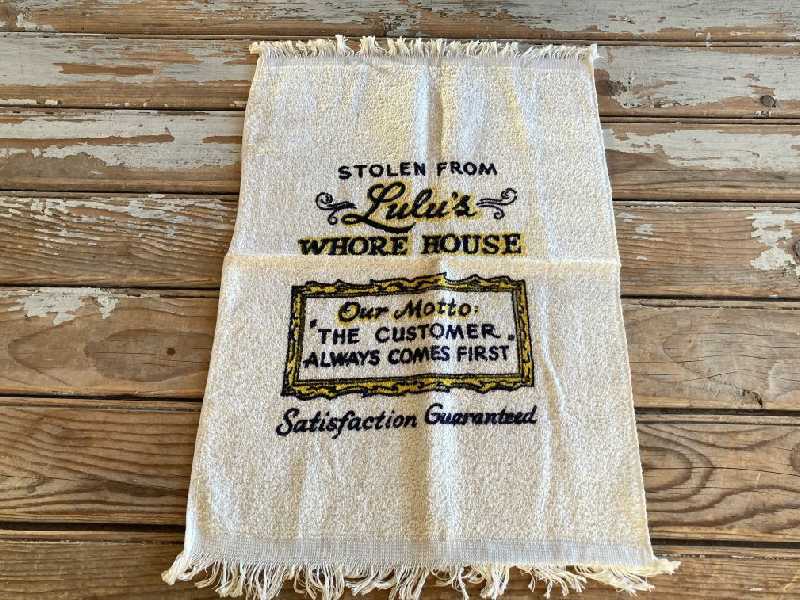 STOLEN FROM
Lulu's
WHORE HOUSE
Our Motto:
"THE CUSTOMER
ALWAYS COMES FIRST"
Satisfaction Guaranteed